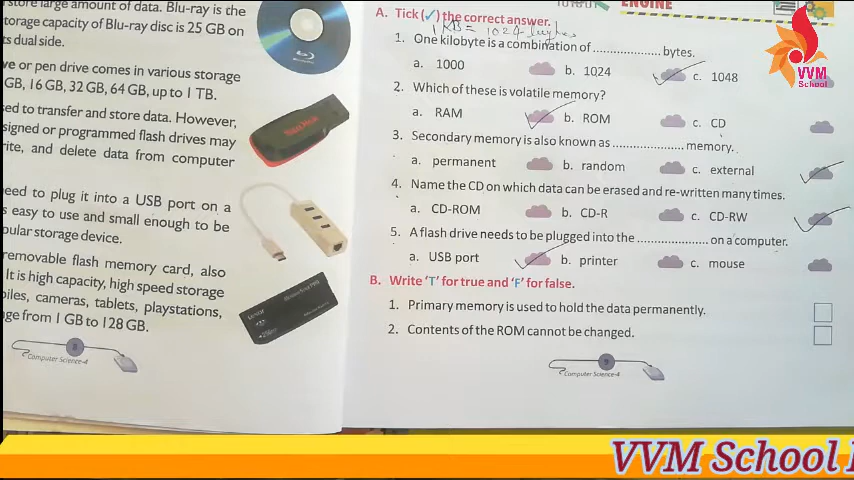 store large amount of data. Blu-ray is the
torage capacity of Blu-ray disc is 25 GB on
ts dual side.
ve or pen drive comes in various storage
GB, 16 GB, 32 GB, 64 GB, up to 1 TB.
ed to transfer and store data. However,
signed or programmed flash drives may
rite, and delete data from computer
need to plug it into a USB port on a
s easy to use and small enough to be
pular storage device.
removable flash memory card, also
It is high capacity, high speed storage
biles, cameras, tablets, playstations,
ge from 1 GB to 128 GB.
Computer Science-4
SanDisk
ENGINE
A. Tick (✓) the correct answer.
1 KB = 1024 bytes
1. One kilobyte is a combination of .................... bytes.
a. 1000 b. 1024 c. 1048
2. Which of these is volatile memory?
a. RAM b. ROM c. CD
3. Secondary memory is also known as .................... memory.
a. permanent b. random c. external
4. Name the CD on which data can be erased and re-written many times.
a. CD-ROM b. CD-R c. CD-RW
5. A flash drive needs to be plugged into the .................... on a computer.
a. USB port b. printer c. mouse
B. Write 'T' for true and 'F' for false.
1. Primary memory is used to hold the data permanently.
2. Contents of the ROM cannot be changed.
Computer Science-4
VVM
School
VVM School